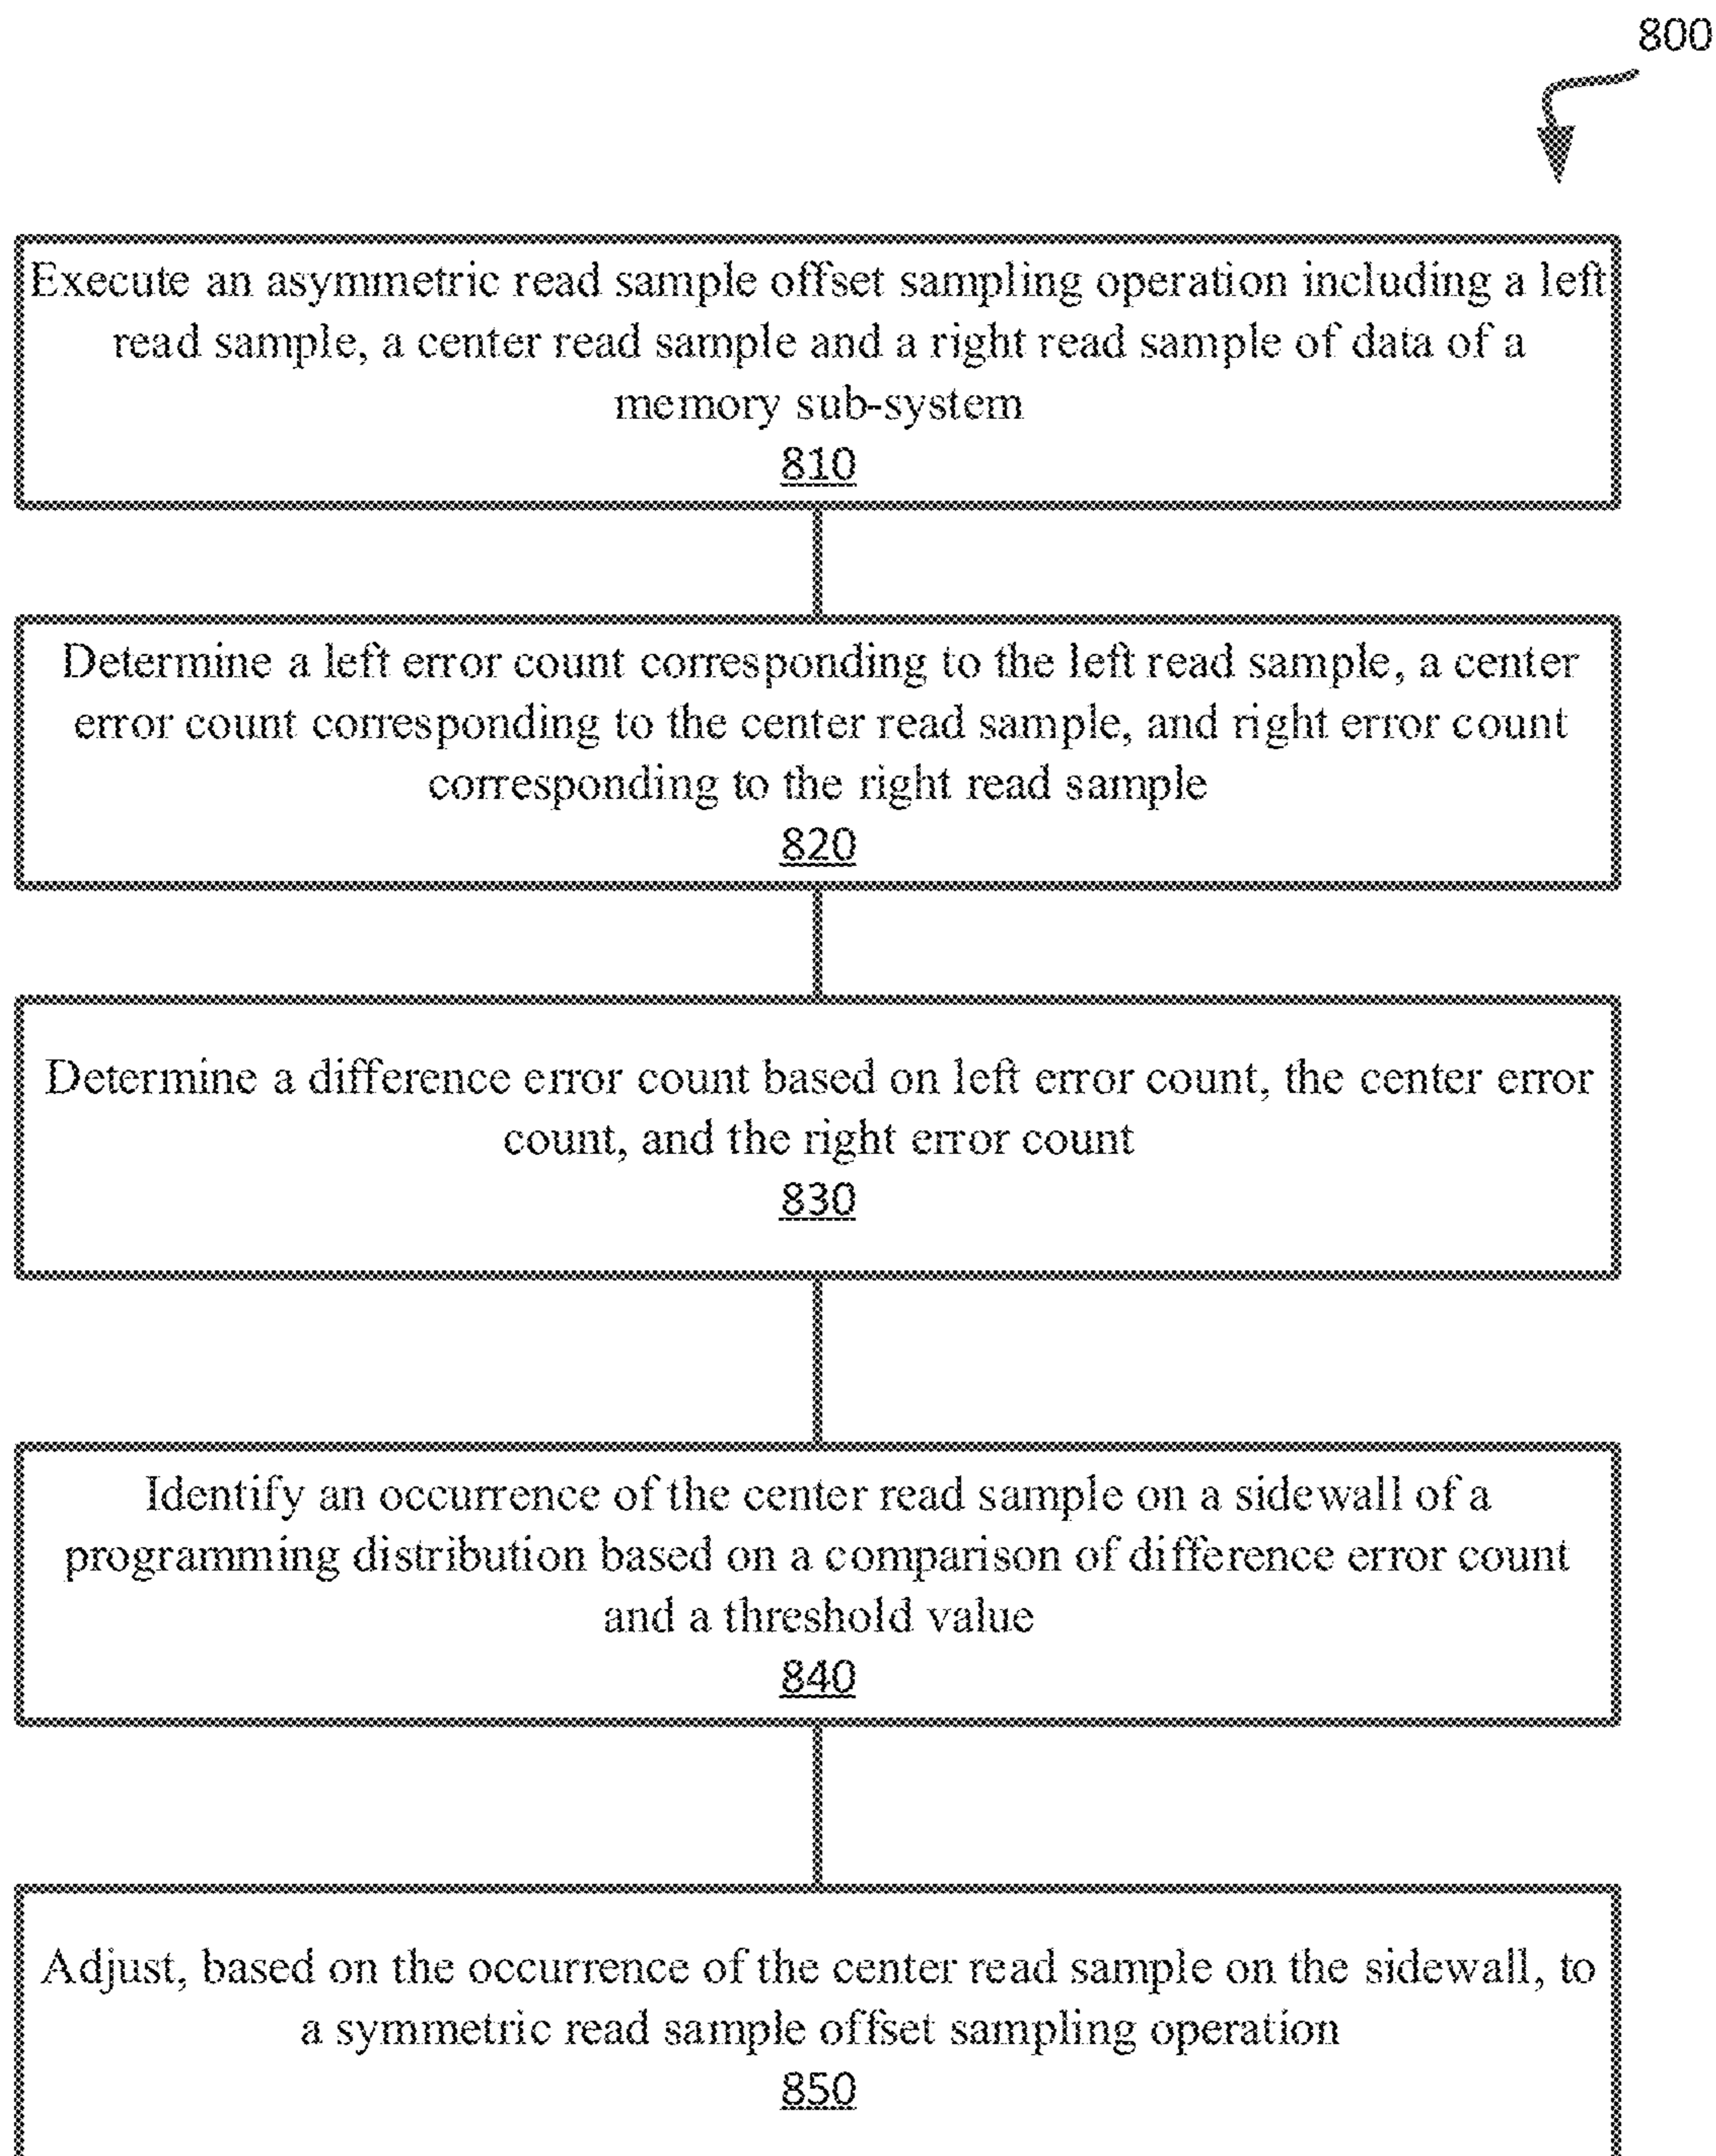 800
Execute an asymmetric read sample offset sampling operation including a left
read sample, a center read sample and a right read sample of data of a
memory sub-system
810
Determine a left error count corresponding to the left read sample, a center
error count corresponding to the center read sample, and right error count
corresponding to the right read sample
820
Determine a difference error count based on left error count, the center error
count, and the right error count
830
Identify an occurrence of the center read sample on a sidewall of a
programming distribution based on a comparison of difference error count
and a threshold value
840
Adjust, based on the occurrence of the center read sample on the sidewall, to
a symmetric read sample offset sampling operation
850